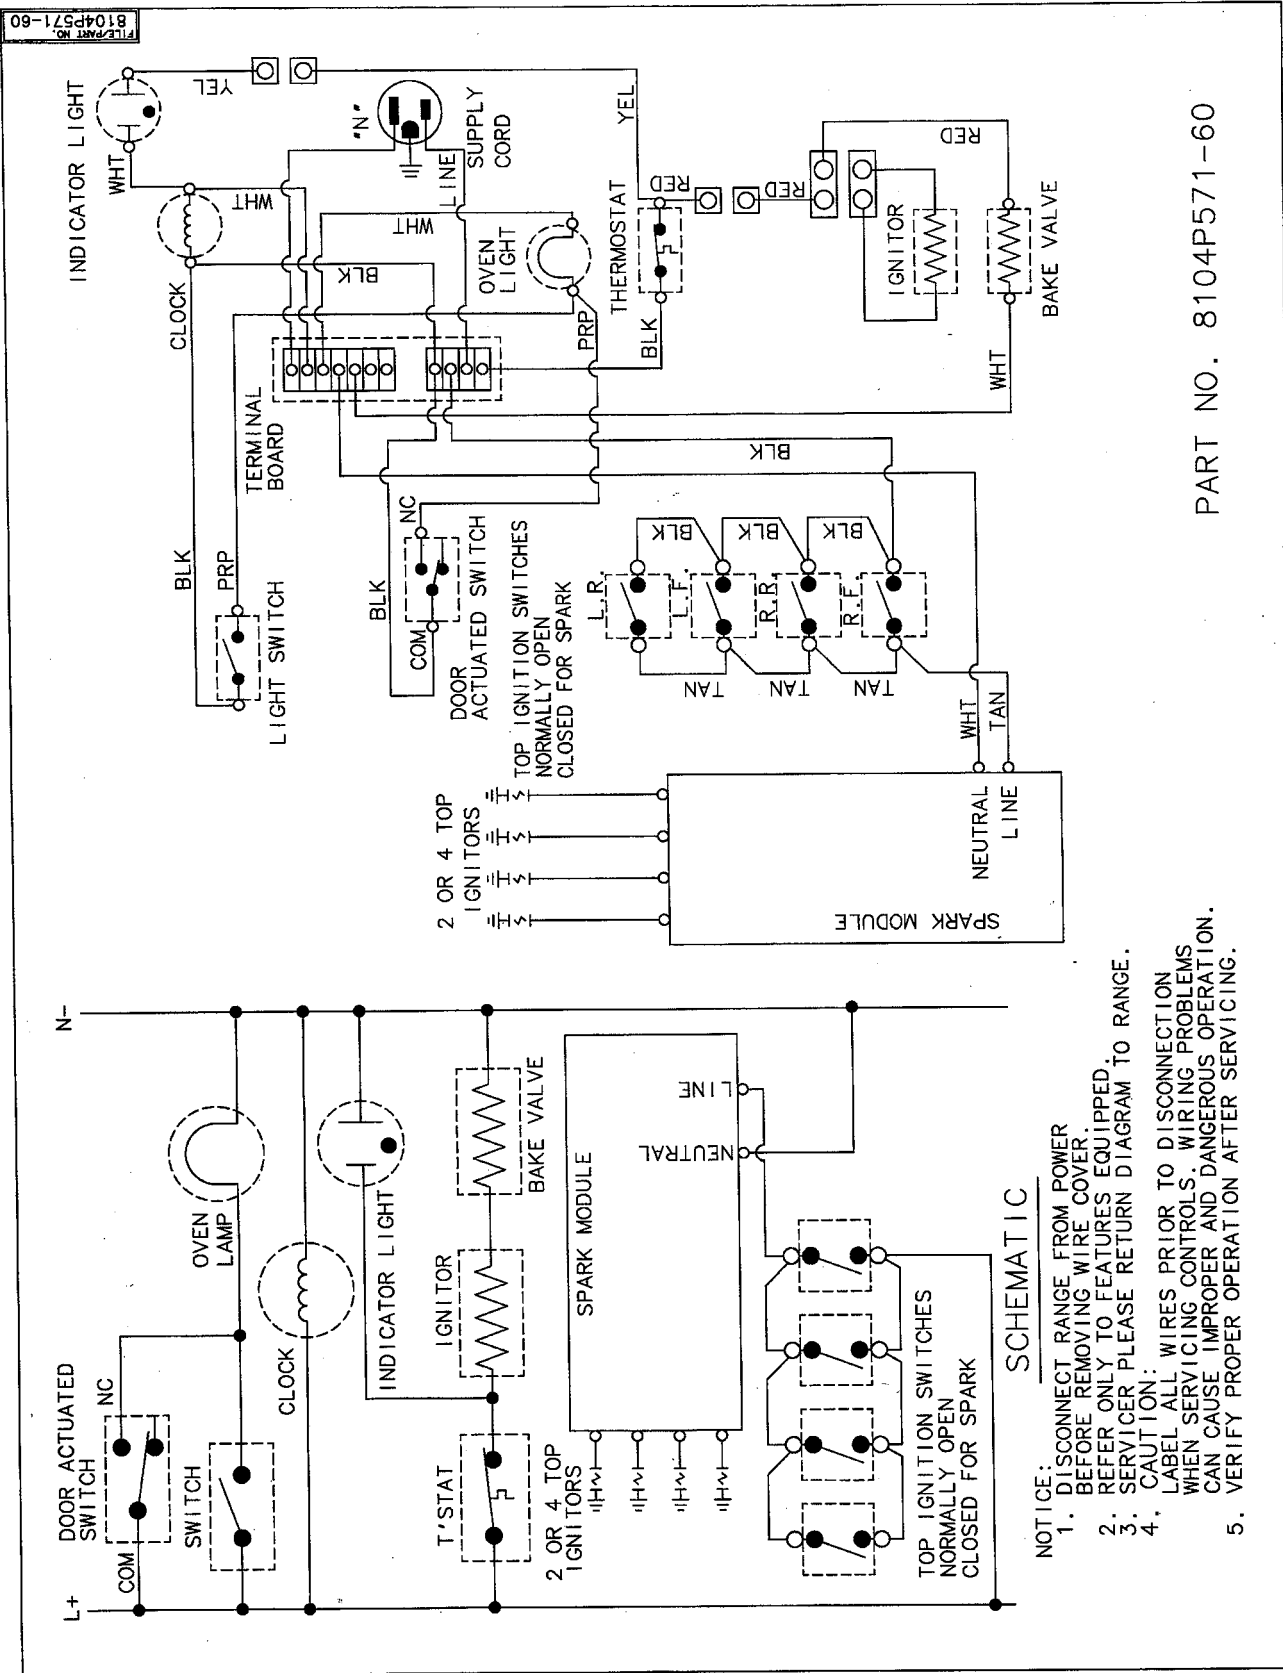 FILE/PART NO.
8104P571-60
INDICATOR LIGHT
YEL
WHT
"N"
LINE
SUPPLY
CORD
YEL
CLOCK
WHT
WHT
BLK
OVEN
LIGHT
PRP
THERMOSTAT
BLK
RED
RED
RED
IGNITOR
BAKE VALVE
WHT
TERMINAL
BOARD
BLK
BLK
PRP
LIGHT SWITCH
BLK
NC
COM
DOOR
ACTUATED SWITCH
TOP IGNITION SWITCHES
NORMALLY OPEN
CLOSED FOR SPARK
L.R.
L.F.
R.R.
R.F.
BLK
BLK
BLK
TAN
TAN
TAN
WHT
TAN
2 OR 4 TOP
IGNITORS
NEUTRAL
LINE
SPARK MODULE
PART NO. 8104P571-60
L+
N-
DOOR ACTUATED
SWITCH
COM
NC
OVEN
LAMP
SWITCH
CLOCK
INDICATOR LIGHT
T'STAT
IGNITOR
BAKE VALVE
2 OR 4 TOP
IGNITORS
SPARK MODULE
LINE
NEUTRAL
TOP IGNITION SWITCHES
NORMALLY OPEN
CLOSED FOR SPARK
SCHEMATIC
NOTICE:
1. DISCONNECT RANGE FROM POWER
BEFORE REMOVING WIRE COVER.
2. REFER ONLY TO FEATURES EQUIPPED.
3. SERVICER PLEASE RETURN DIAGRAM TO RANGE.
4. CAUTION:
LABEL ALL WIRES PRIOR TO DISCONNECTION
WHEN SERVICING CONTROLS. WIRING PROBLEMS
CAN CAUSE IMPROPER AND DANGEROUS OPERATION.
5. VERIFY PROPER OPERATION AFTER SERVICING.